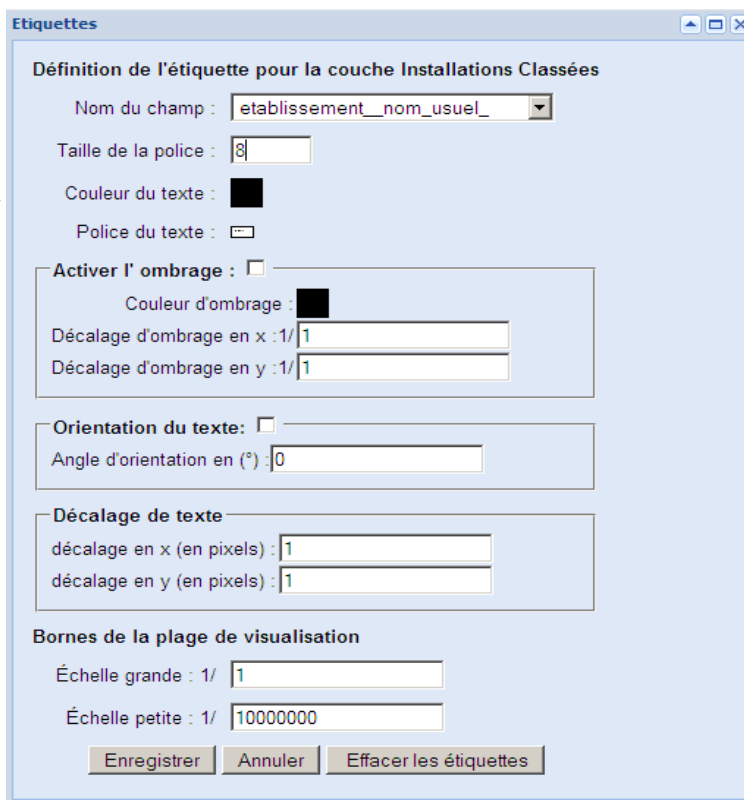 Etiquettes
Définition de l'étiquette pour la couche Installations Classées
Nom du champ : etablissement__nom_usuel_
Taille de la police : 8
Couleur du texte :
Police du texte :
Activer l' ombrage :
Couleur d'ombrage :
Décalage d'ombrage en x :1/ 1
Décalage d'ombrage en y :1/ 1
Orientation du texte:
Angle d'orientation en (°) : 0
Décalage de texte
décalage en x (en pixels) : 1
décalage en y (en pixels) : 1
Bornes de la plage de visualisation
Échelle grande : 1/ 1
Échelle petite : 1/ 10000000
Enregistrer Annuler Effacer les étiquettes